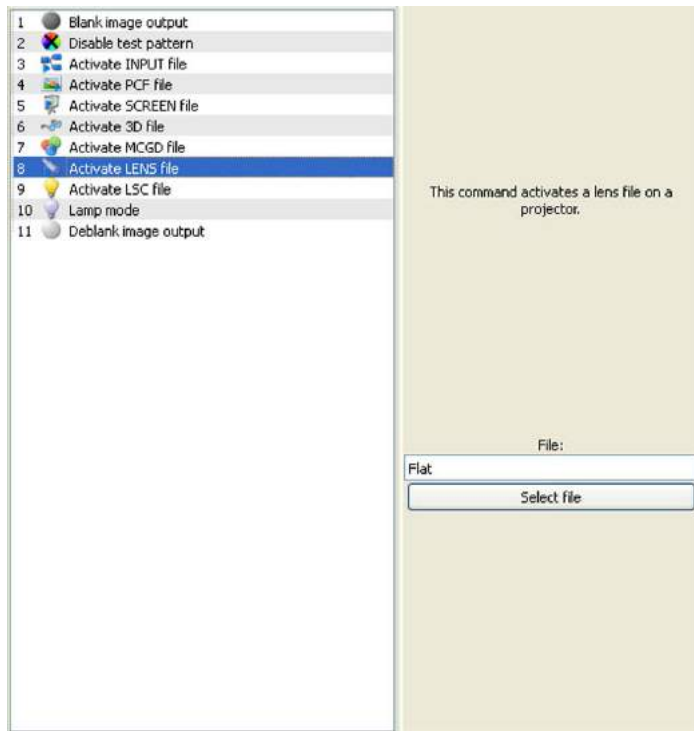 1 Blank image output
2 Disable test pattern
3 Activate INPUT file
4 Activate PCF file
5 Activate SCREEN file
6 Activate 3D file
7 Activate MCGD file
8 Activate LENS file
9 Activate LSC file
10 Lamp mode
11 Deblank image output
This command activates a lens file on a
projector.
File:
Flat
Select file